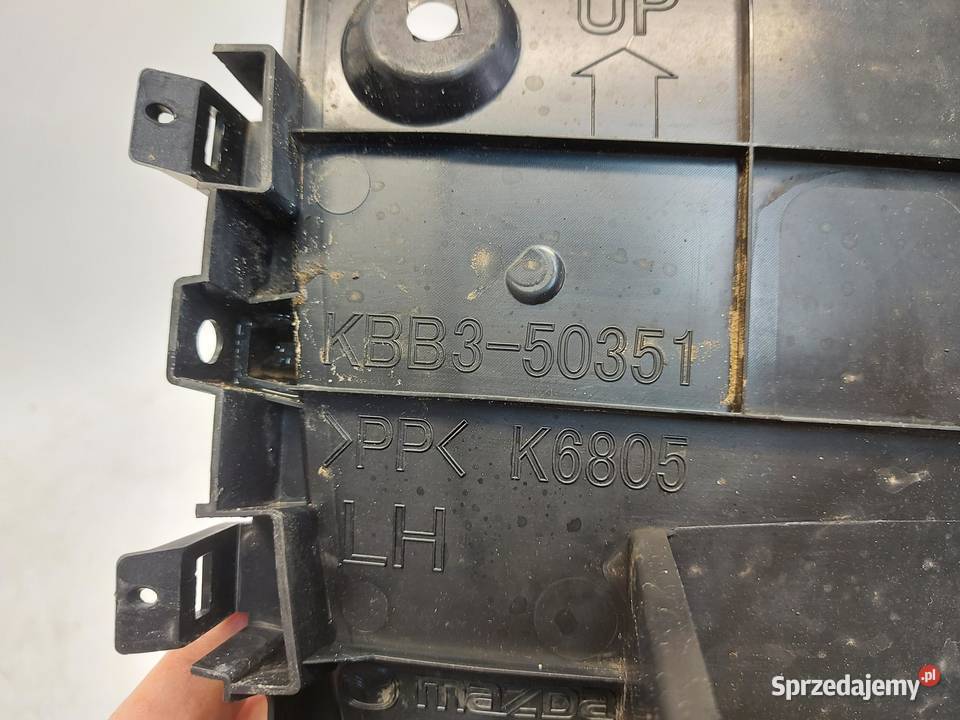 UP
KBB3-50351
>PP< K6805
LH
mazda
Sprzedajemy.pl